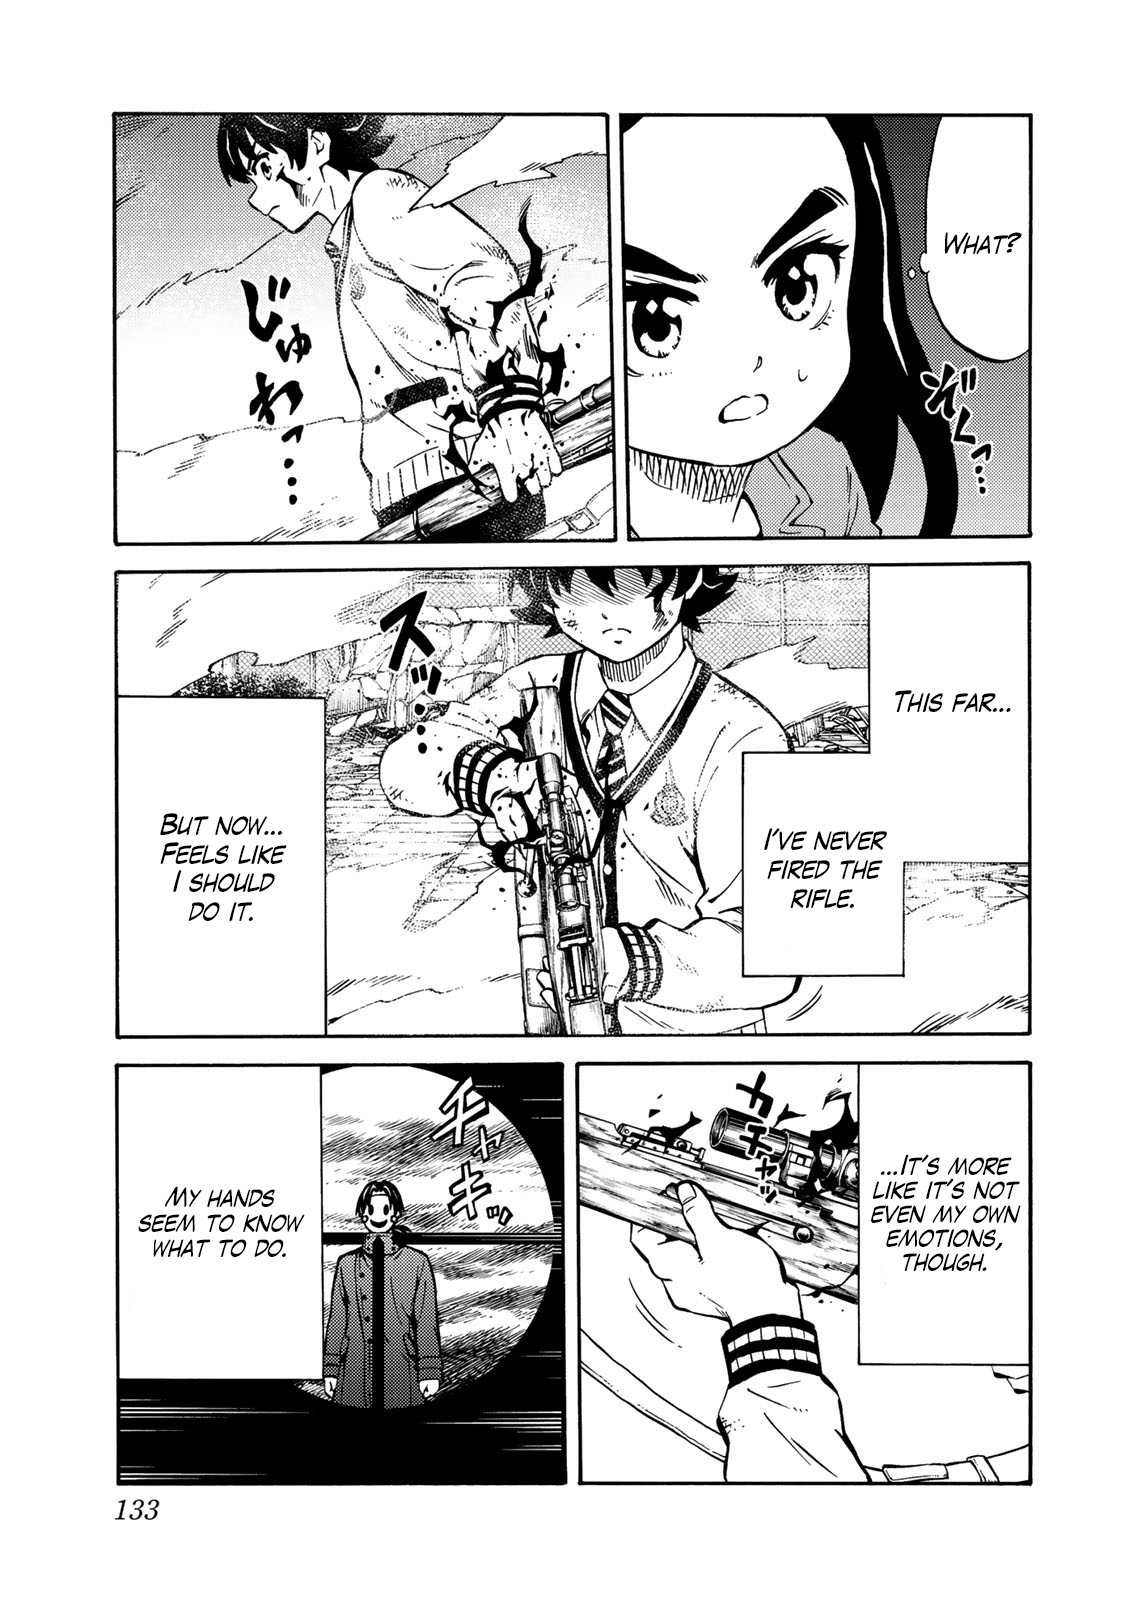 WHAT?
ぞくっ…
じゅわっ…
THIS FAR...
I'VE NEVER
FIRED THE
RIFLE.
スッ…
BUT NOW...
FEELS LIKE
I SHOULD
DO IT.
...IT'S MORE
LIKE IT'S NOT
EVEN MY OWN
EMOTIONS,
THOUGH.
カチャッ
チャキッ
MY HANDS
SEEM TO KNOW
WHAT TO DO.
133